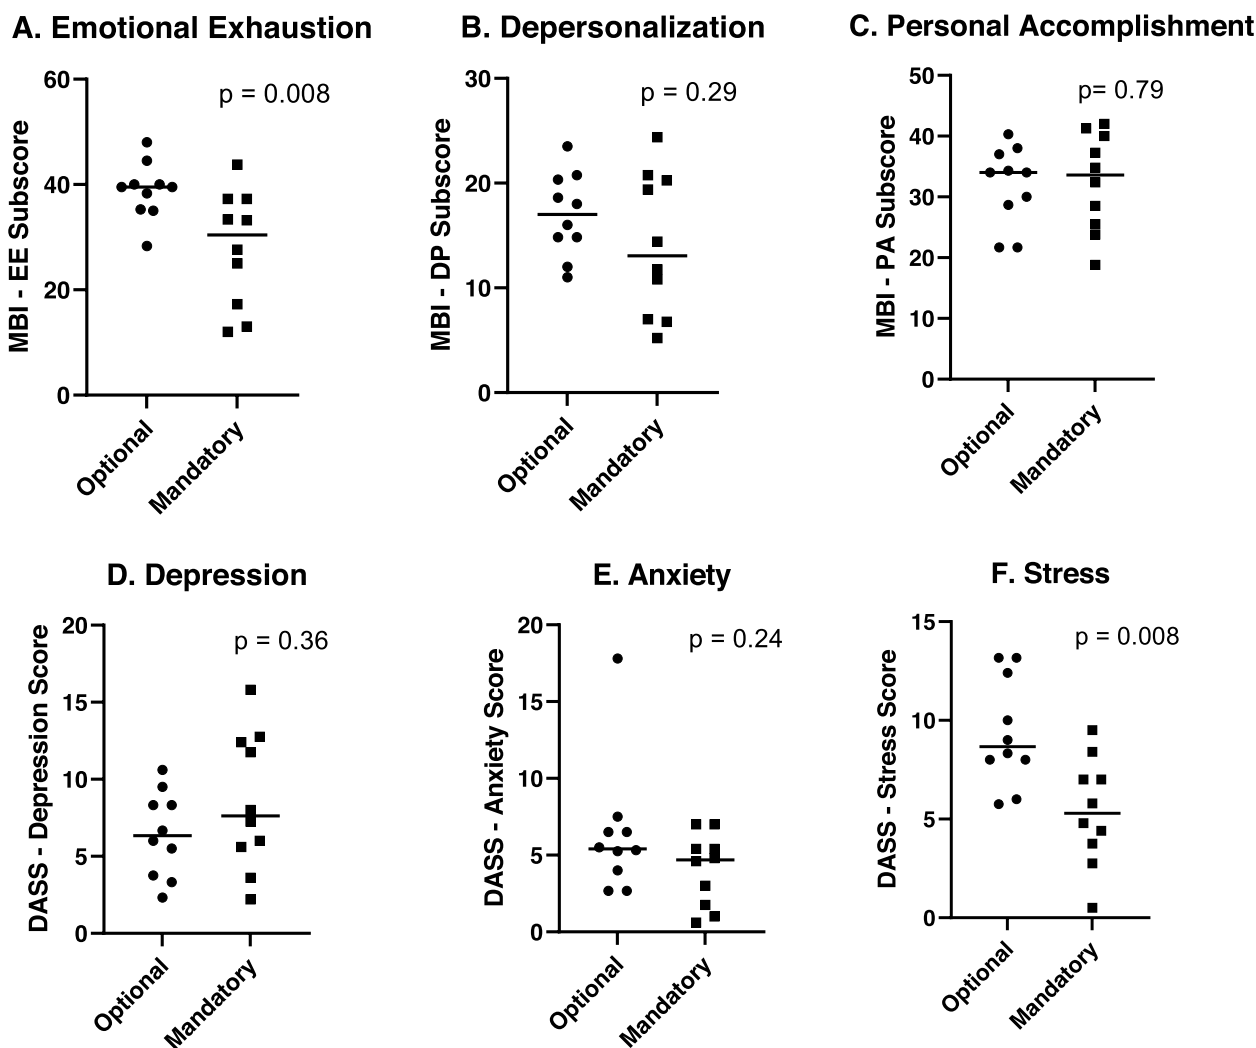 A. Emotional Exhaustion
MBI - EE Subscore
60
40
20
0
p = 0.008
Optional
Mandatory
B. Depersonalization
MBI - DP Subscore
30
20
10
0
p = 0.29
Optional
Mandatory
C. Personal Accomplishment
MBI - PA Subscore
50
40
30
20
10
0
p= 0.79
Optional
Mandatory
D. Depression
DASS - Depression Score
20
15
10
5
0
p = 0.36
Optional
Mandatory
E. Anxiety
DASS - Anxiety Score
20
15
10
5
0
p = 0.24
Optional
Mandatory
F. Stress
DASS - Stress Score
15
10
5
0
p = 0.008
Optional
Mandatory